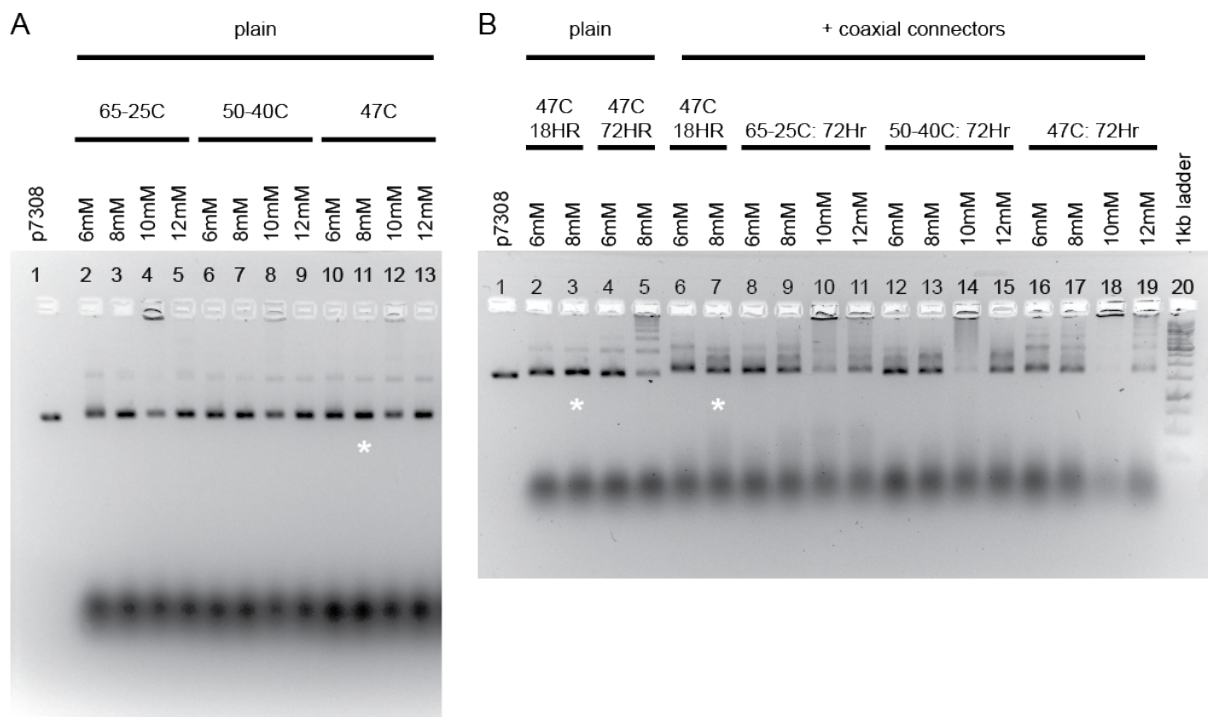 A
plain
65-25C 50-40C 47C
p7308 6mM 8mM 10mM 12mM 6mM 8mM 10mM 12mM 6mM 8mM 10mM 12mM
1 2 3 4 5 6 7 8 9 10 11 12 13
*
B
plain + coaxial connectors
47C 47C 47C
18HR 72HR 18HR 65-25C: 72Hr 50-40C: 72Hr 47C: 72Hr
p7308 6mM 8mM 6mM 8mM 6mM 8mM 6mM 8mM 10mM 12mM 6mM 8mM 10mM 12mM 6mM 8mM 10mM 12mM 1kb ladder
1 2 3 4 5 6 7 8 9 10 11 12 13 14 15 16 17 18 19 20
* *